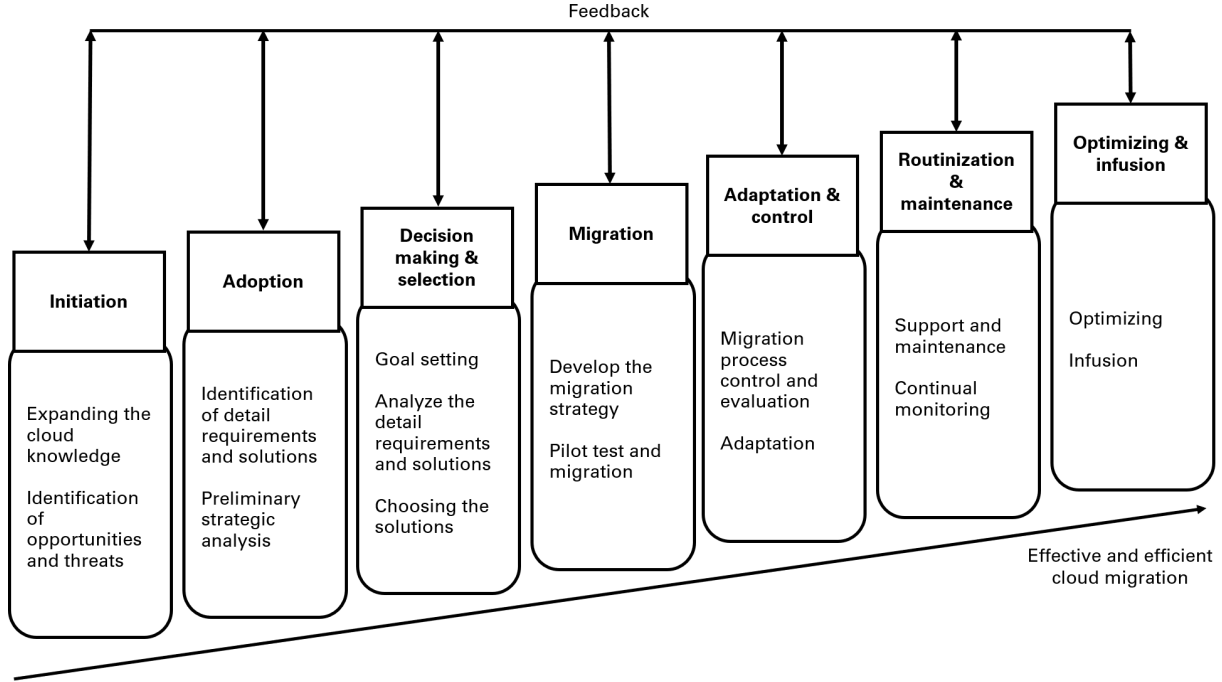 Feedback
Initiation
Expanding the
cloud
knowledge
Identification
of
opportunities
and threats
Adoption
Identification
of detail
requirements
and solutions
Preliminary
strategic
analysis
Decision
making &
selection
Goal setting
Analyze the
detail
requirements
and solutions
Choosing the
solutions
Migration
Develop the
migration
strategy
Pilot test and
migration
Adaptation &
control
Migration
process
control and
evaluation
Adaptation
Routinization
&
maintenance
Support and
maintenance
Continual
monitoring
Optimizing &
infusion
Optimizing
Infusion
Effective and efficient
cloud migration